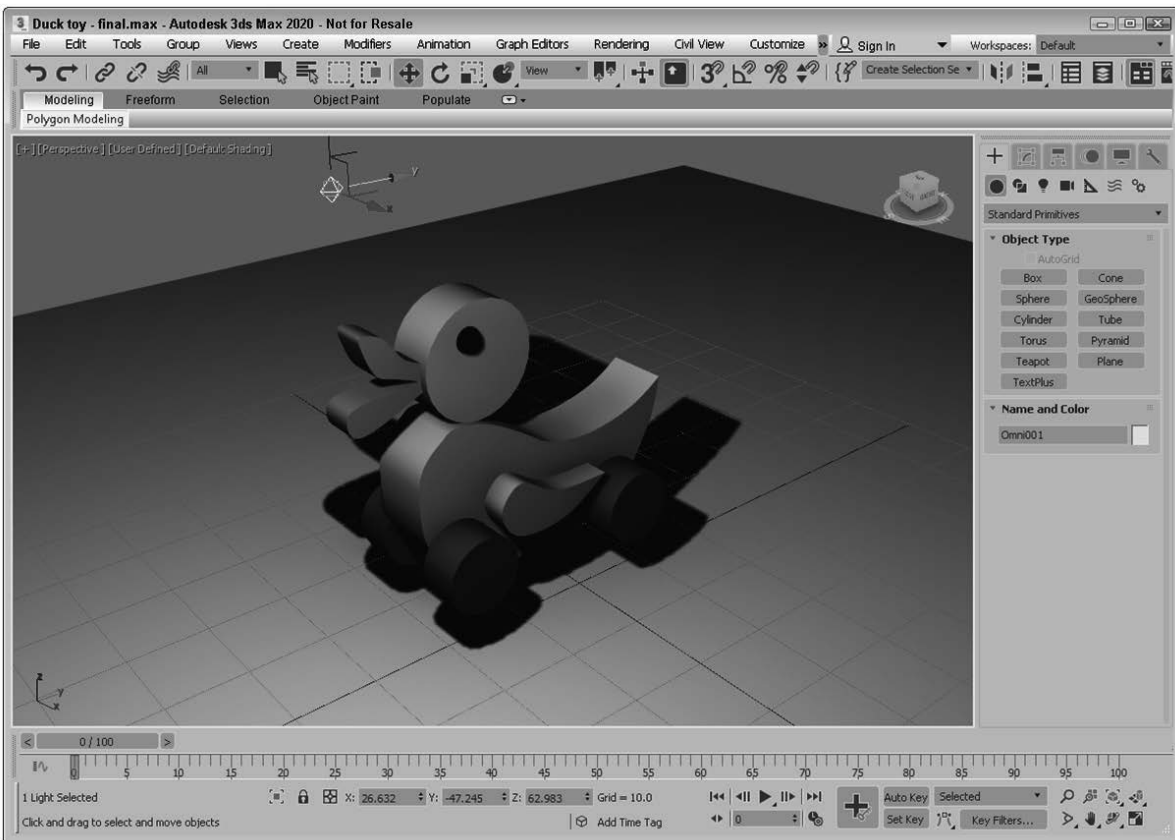 Duck toy - final.max - Autodesk 3ds Max 2020 - Not for Resale
File Edit Tools Group Views Create Modifiers Animation Graph Editors Rendering Civil View Customize » Sign In Workspaces: Default
All View Create Selection Se
Modeling Freeform Selection Object Paint Populate
Polygon Modeling
[+] [Perspective] [User Defined] [Default Shading]
y
x
Standard Primitives
Object Type
AutoGrid
Box Cone
Sphere GeoSphere
Cylinder Tube
Torus Pyramid
Teapot Plane
TextPlus
Name and Color
Omni001
z
y
x
< 0 / 100 >
0 5 10 15 20 25 30 35 40 45 50 55 60 65 70 75 80 85 90 95 100
1 Light Selected X: 26.632 Y: -47.245 Z: 62.983 Grid = 10.0 Auto Key Selected
Click and drag to select and move objects Add Time Tag 0 Set Key Key Filters...